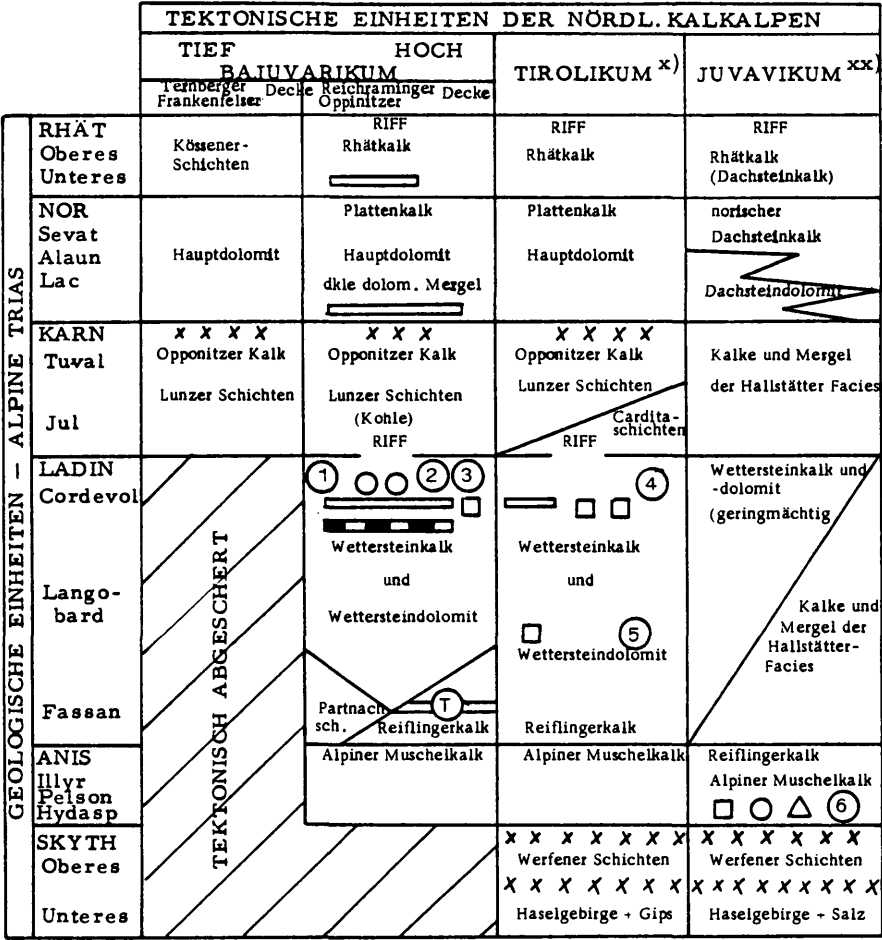 TEKTONISCHE EINHEITEN DER NÖRDL. KALKALPEN
TIEF HOCH
BAJUVARIKUM
TIROLIKUM x)
JUVAVIKUM xx)
Ternberger Decke
Frankenfelser
Reichraminger Decke
Oppinitzer
GEOLOGISCHE EINHEITEN – ALPINE TRIAS
RHÄT
Oberes
Unteres
Kössener-
Schichten
RIFF
Rhätkalk
RIFF
Rhätkalk
RIFF
Rhätkalk
(Dachsteinkalk)
NOR
Sevat
Alaun
Lac
Hauptdolomit
Plattenkalk
Hauptdolomit
dkle dolom. Mergel
Plattenkalk
Hauptdolomit
norischer
Dachsteinkalk
Dachsteindolomit
KARN
Tuval
Jul
x x x x
Opponitzer Kalk
Lunzer Schichten
x x x
Opponitzer Kalk
Lunzer Schichten
(Kohle)
RIFF
x x x x
Opponitzer Kalk
Lunzer Schichten
Cardita-
schichten
RIFF
Kalke und Mergel
der Hallstätter Facies
LADIN
Cordevol
Lango-
bard
Fassan
TEKTONISCH ABGESCHERT
1 2 3
Wettersteinkalk
und
Wettersteindolomit
Partnach
sch.
T
Reiflingerkalk
4
Wettersteinkalk
und
5
Wettersteindolomit
Reiflingerkalk
Wettersteinkalk und
-dolomit
(geringmächtig
Kalke und
Mergel der
Hallstätter-
Facies
ANIS
Illyr
Pelson
Hydasp
Alpiner Muschelkalk
Alpiner Muschelkalk
Reiflingerkalk
Alpiner Muschelkalk
6
SKYTH
Oberes
Unteres
x x x x x x x
Werfener Schichten
x x x x x x x
Haselgebirge + Gips
x x x x x x
Werfener Schichten
x x x x x x x x x
Haselgebirge + Salz